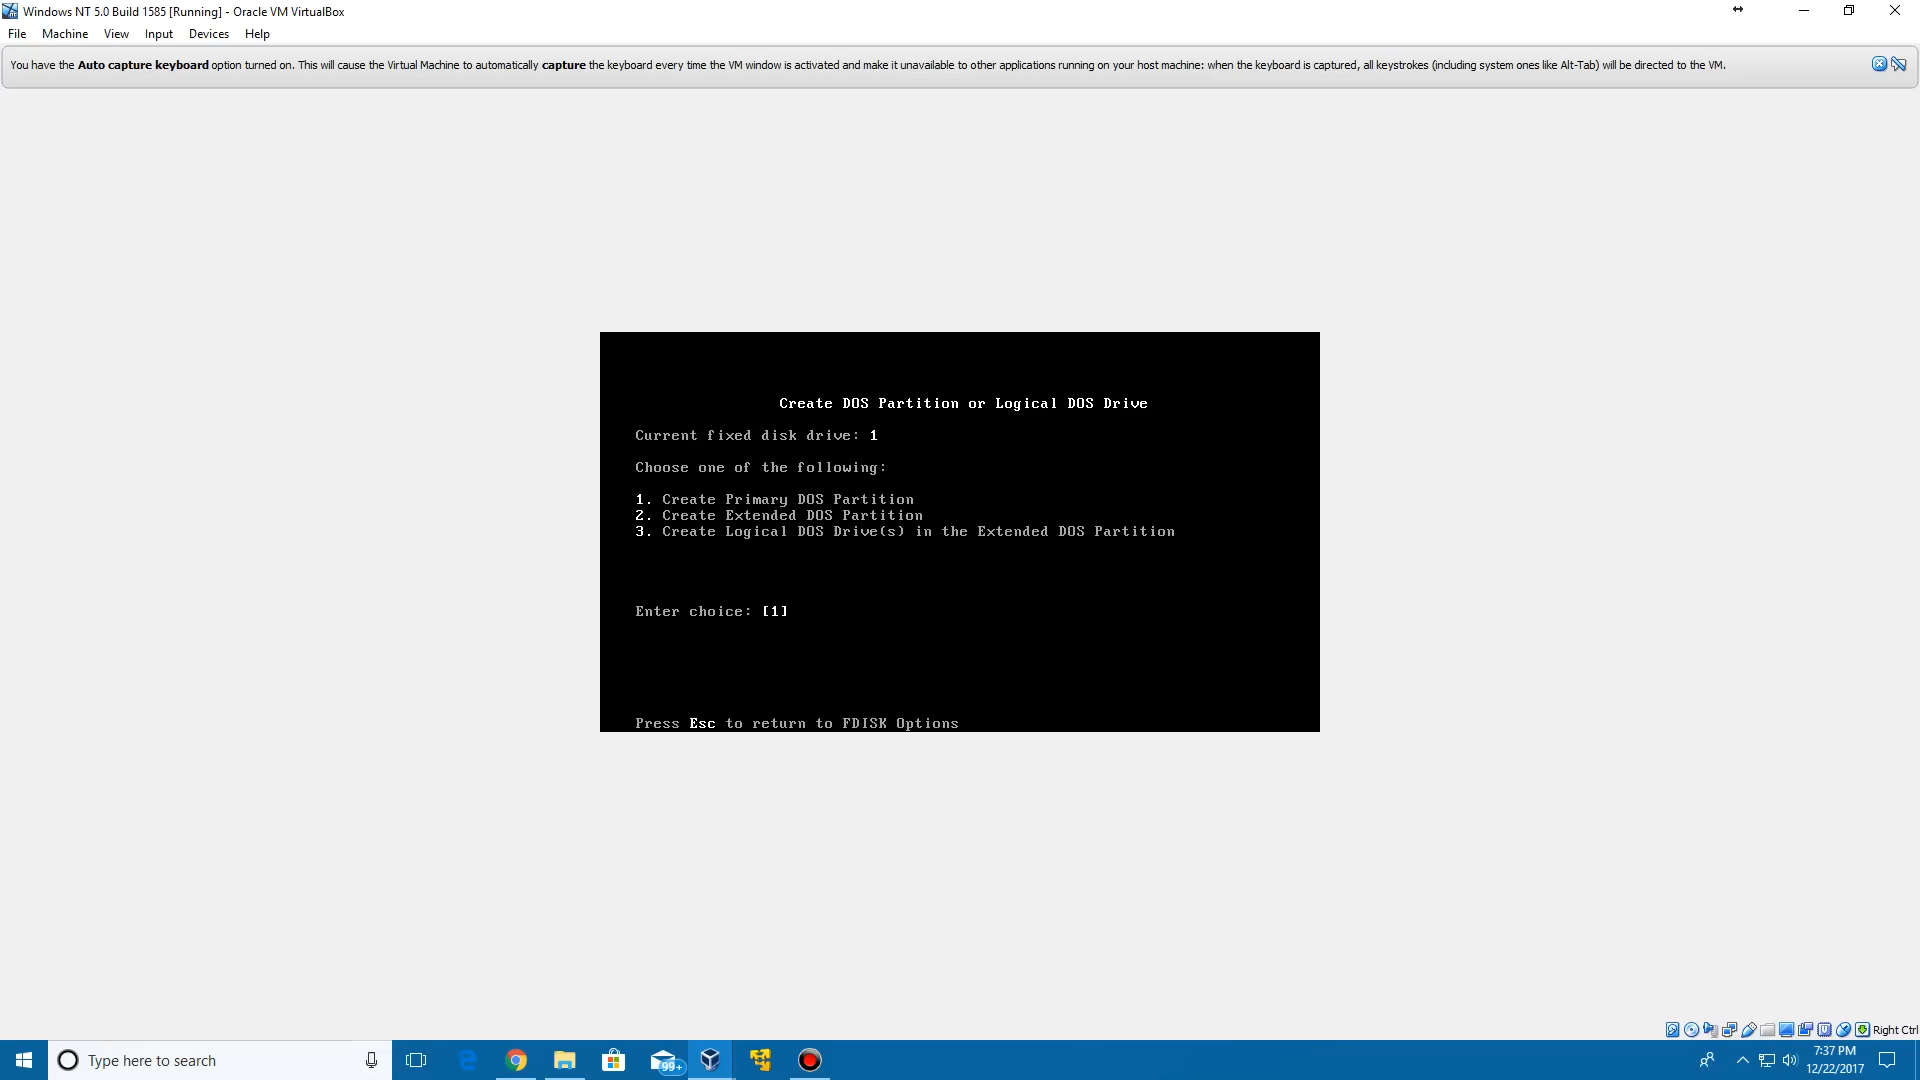 Windows NT 5.0 Build 1585 [Running] - Oracle VM VirtualBox
File Machine View Input Devices Help
You have the Auto capture keyboard option turned on. This will cause the Virtual Machine to automatically capture the keyboard every time the VM window is activated and make it unavailable to other applications running on your host machine: when the keyboard is captured, all keystrokes (including system ones like Alt-Tab) will be directed to the VM.
Create DOS Partition or Logical DOS Drive
Current fixed disk drive: 1
Choose one of the following:
1. Create Primary DOS Partition
2. Create Extended DOS Partition
3. Create Logical DOS Drive(s) in the Extended DOS Partition
Enter choice: [1]
Press Esc to return to FDISK Options
Right Ctrl
Type here to search
99+
7:37 PM
12/22/2017